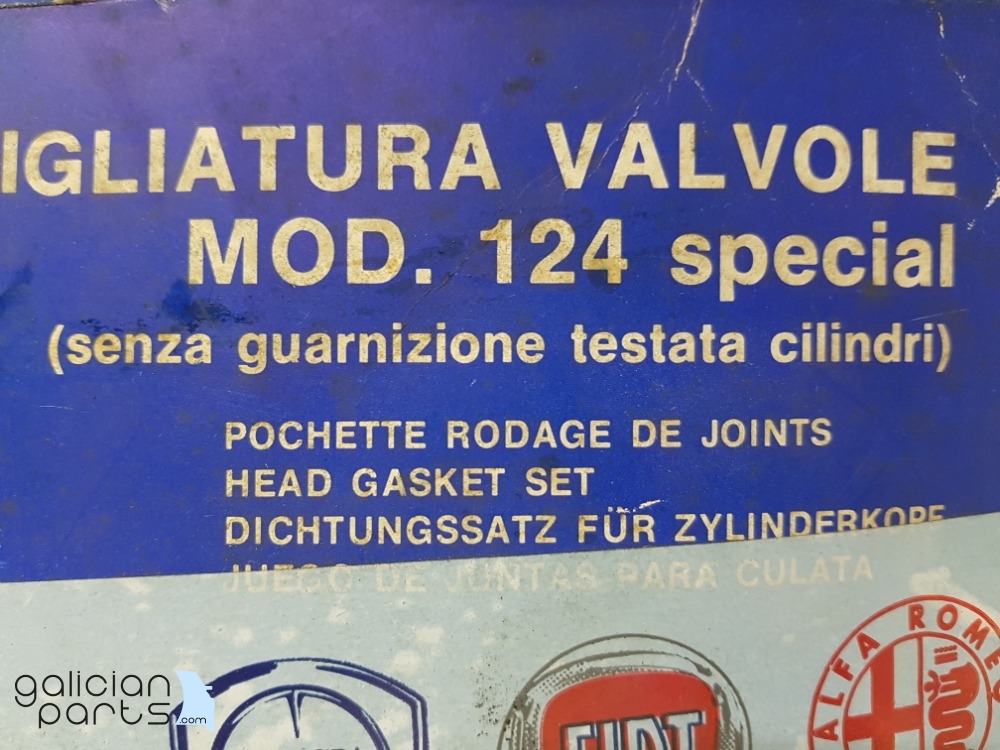 IGLIATURA VALVOLE
MOD. 124 special
(senza guarnizione testata cilindri)
POCHETTE RODAGE DE JOINTS
HEAD GASKET SET
DICHTUNGSSATZ FÜR ZYLINDERKOPF
JUEGO DE JUNTAS PARA CULATA
ALFA ROMEO
FIAT
galician
parts.com